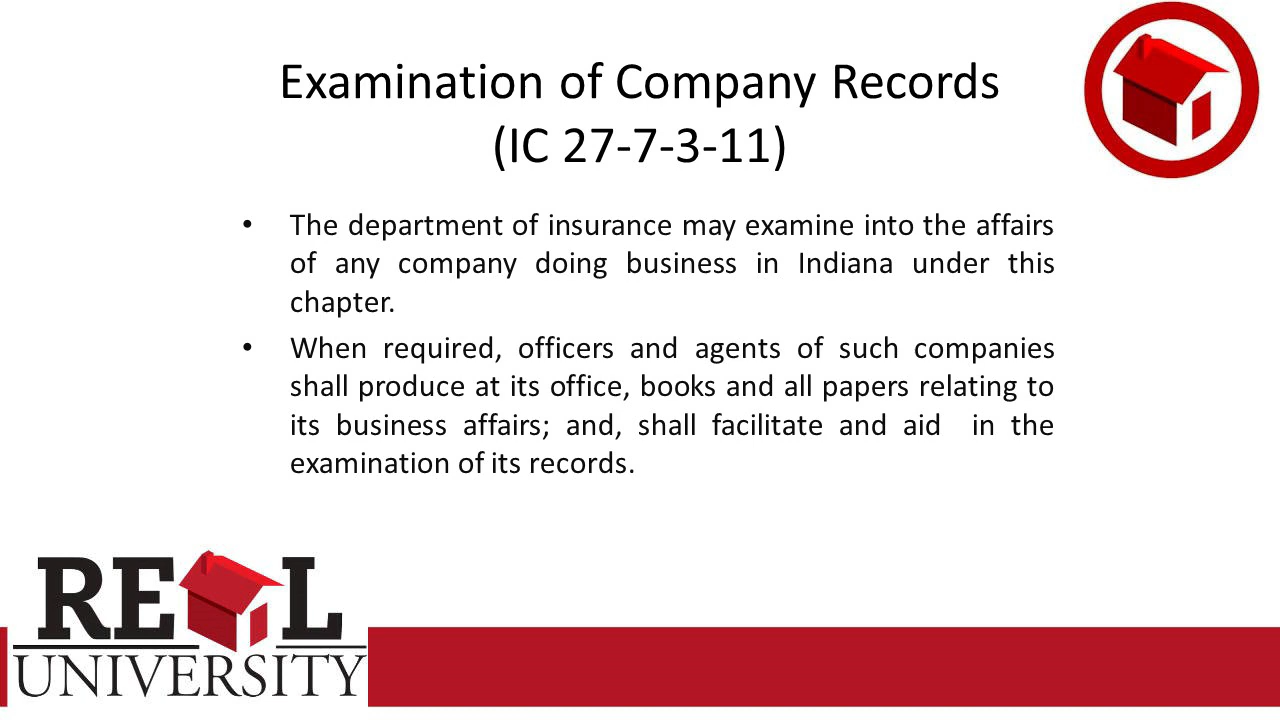 Examination of Company Records
(IC 27-7-3-11)
• The department of insurance may examine into the affairs
of any company doing business in Indiana under this
chapter.
• When required, officers and agents of such companies
shall produce at its office, books and all papers relating to
its business affairs; and, shall facilitate and aid  in the
examination of its records.
REAL
UNIVERSITY